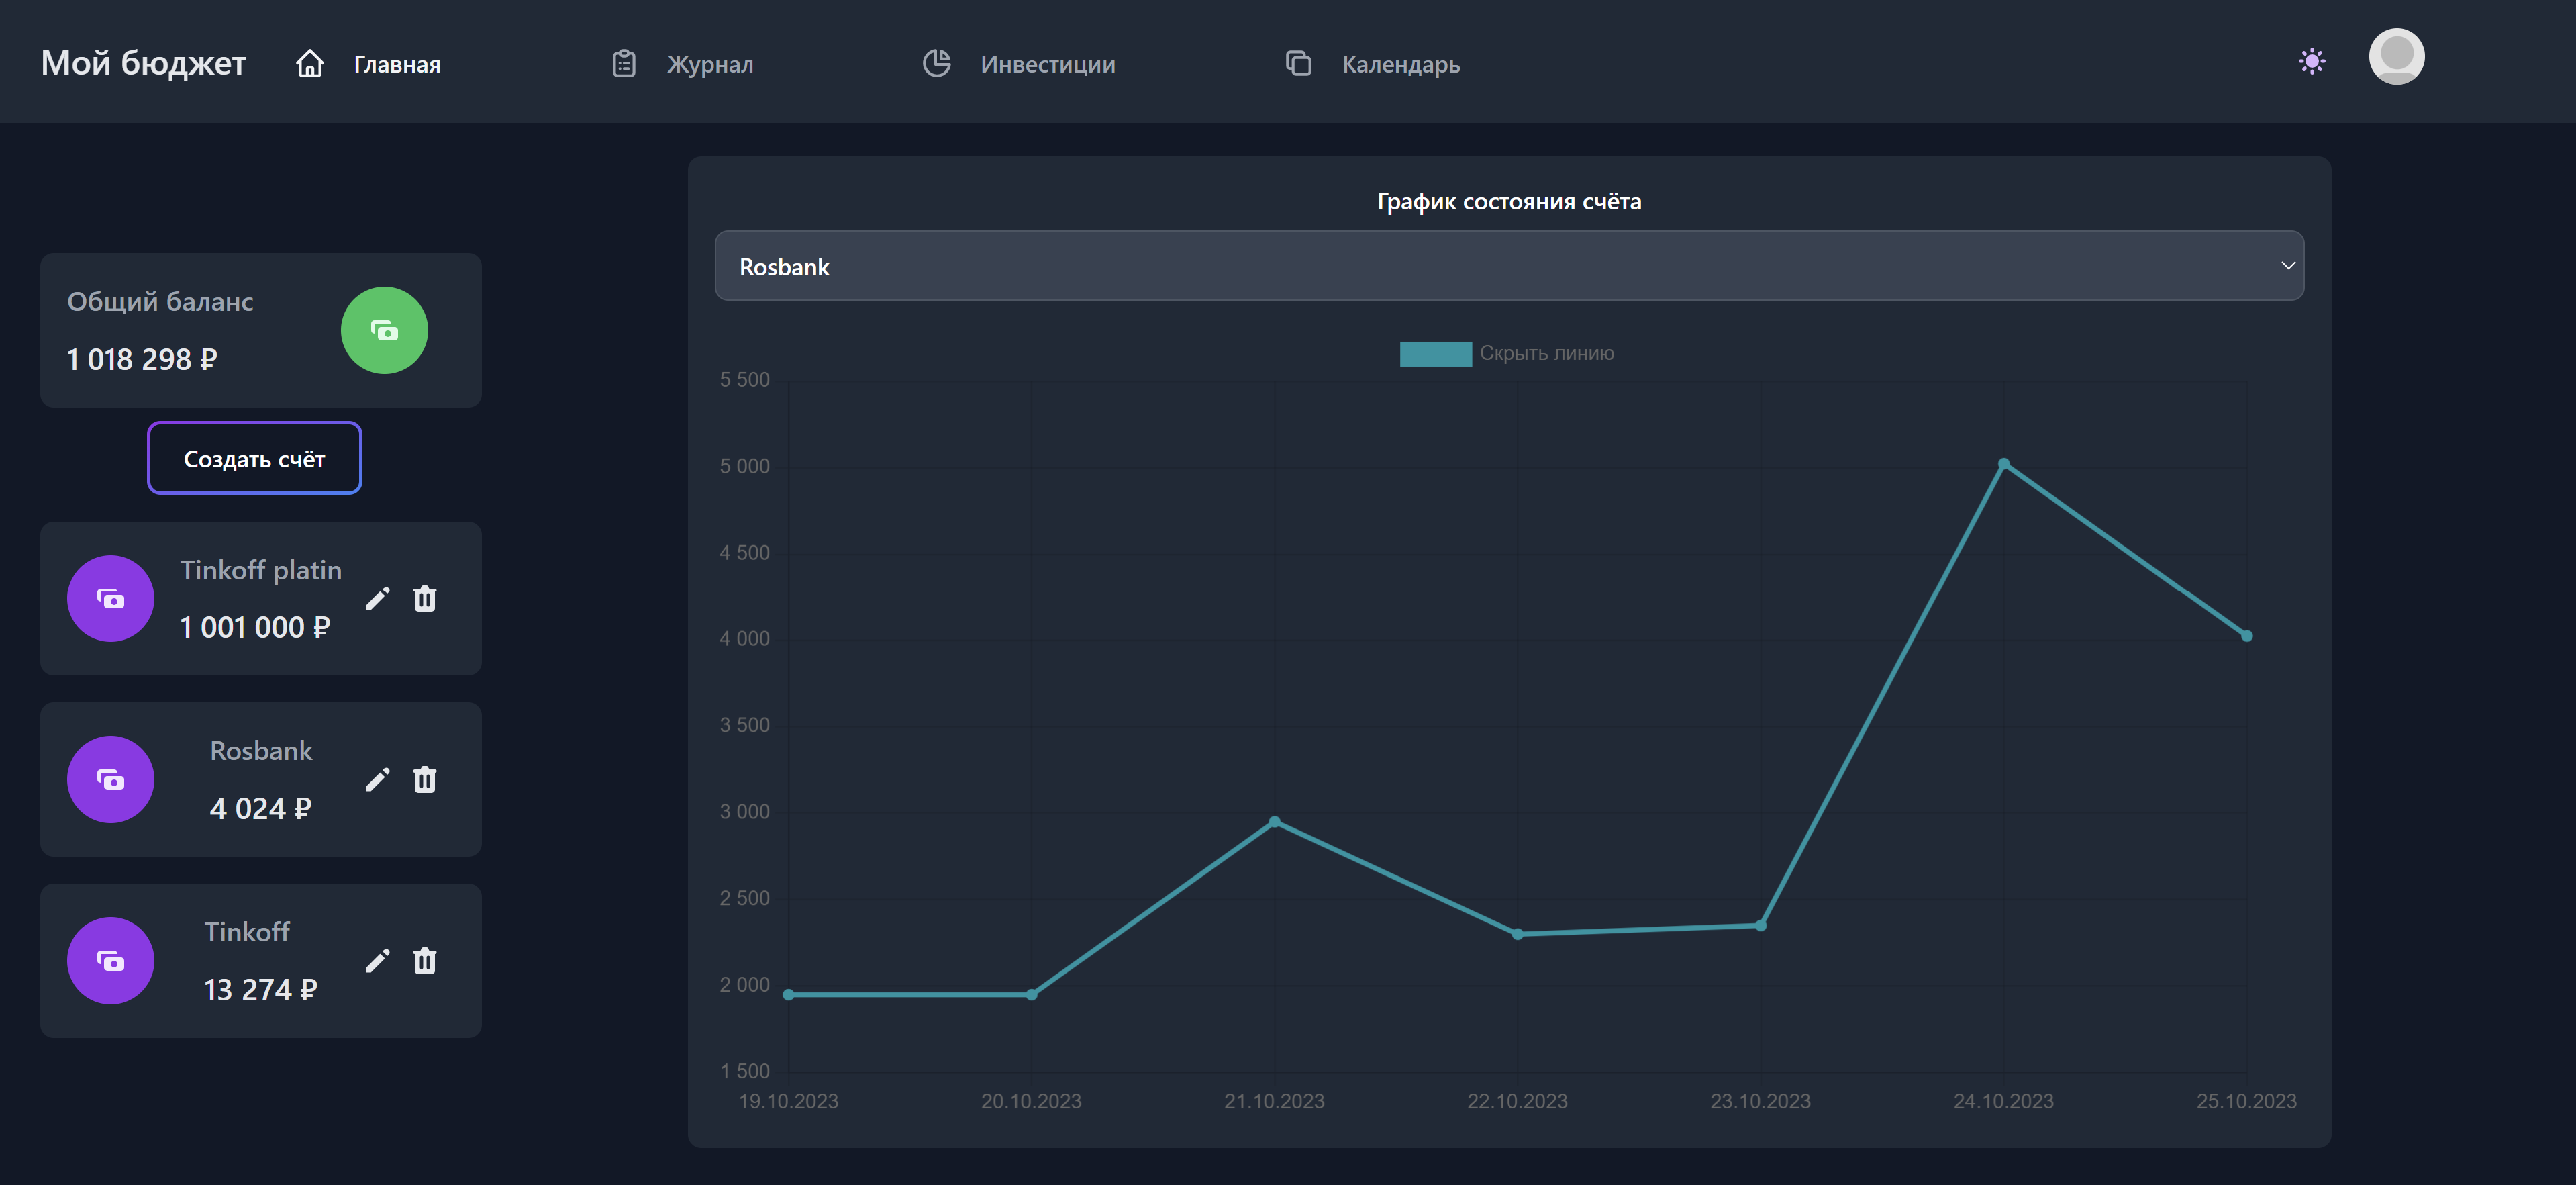 Мой бюджет
Главная
Журнал
Инвестиции
Календарь
Общий баланс
1 018 298 ₽
Создать счёт
Tinkoff platin
1 001 000 ₽
Rosbank
4 024 ₽
Tinkoff
13 274 ₽
График состояния счёта
Rosbank
Скрыть линию
5 500
5 000
4 500
4 000
3 500
3 000
2 500
2 000
1 500
19.10.2023
20.10.2023
21.10.2023
22.10.2023
23.10.2023
24.10.2023
25.10.2023